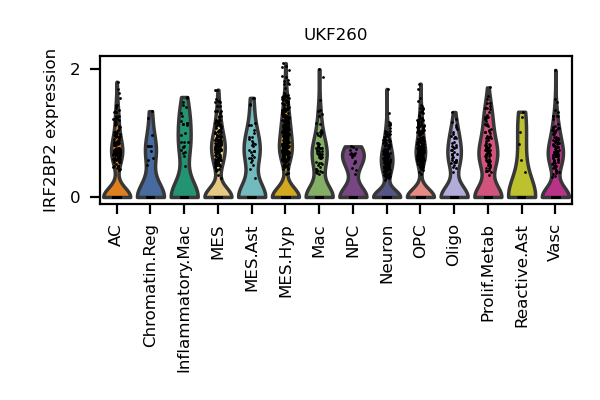 UKF260
IRF2BP2 expression
2
0
AC
Chromatin.Reg
Inflammatory.Mac
MES
MES.Ast
MES.Hyp
Mac
NPC
Neuron
OPC
Oligo
Prolif.Metab
Reactive.Ast
Vasc